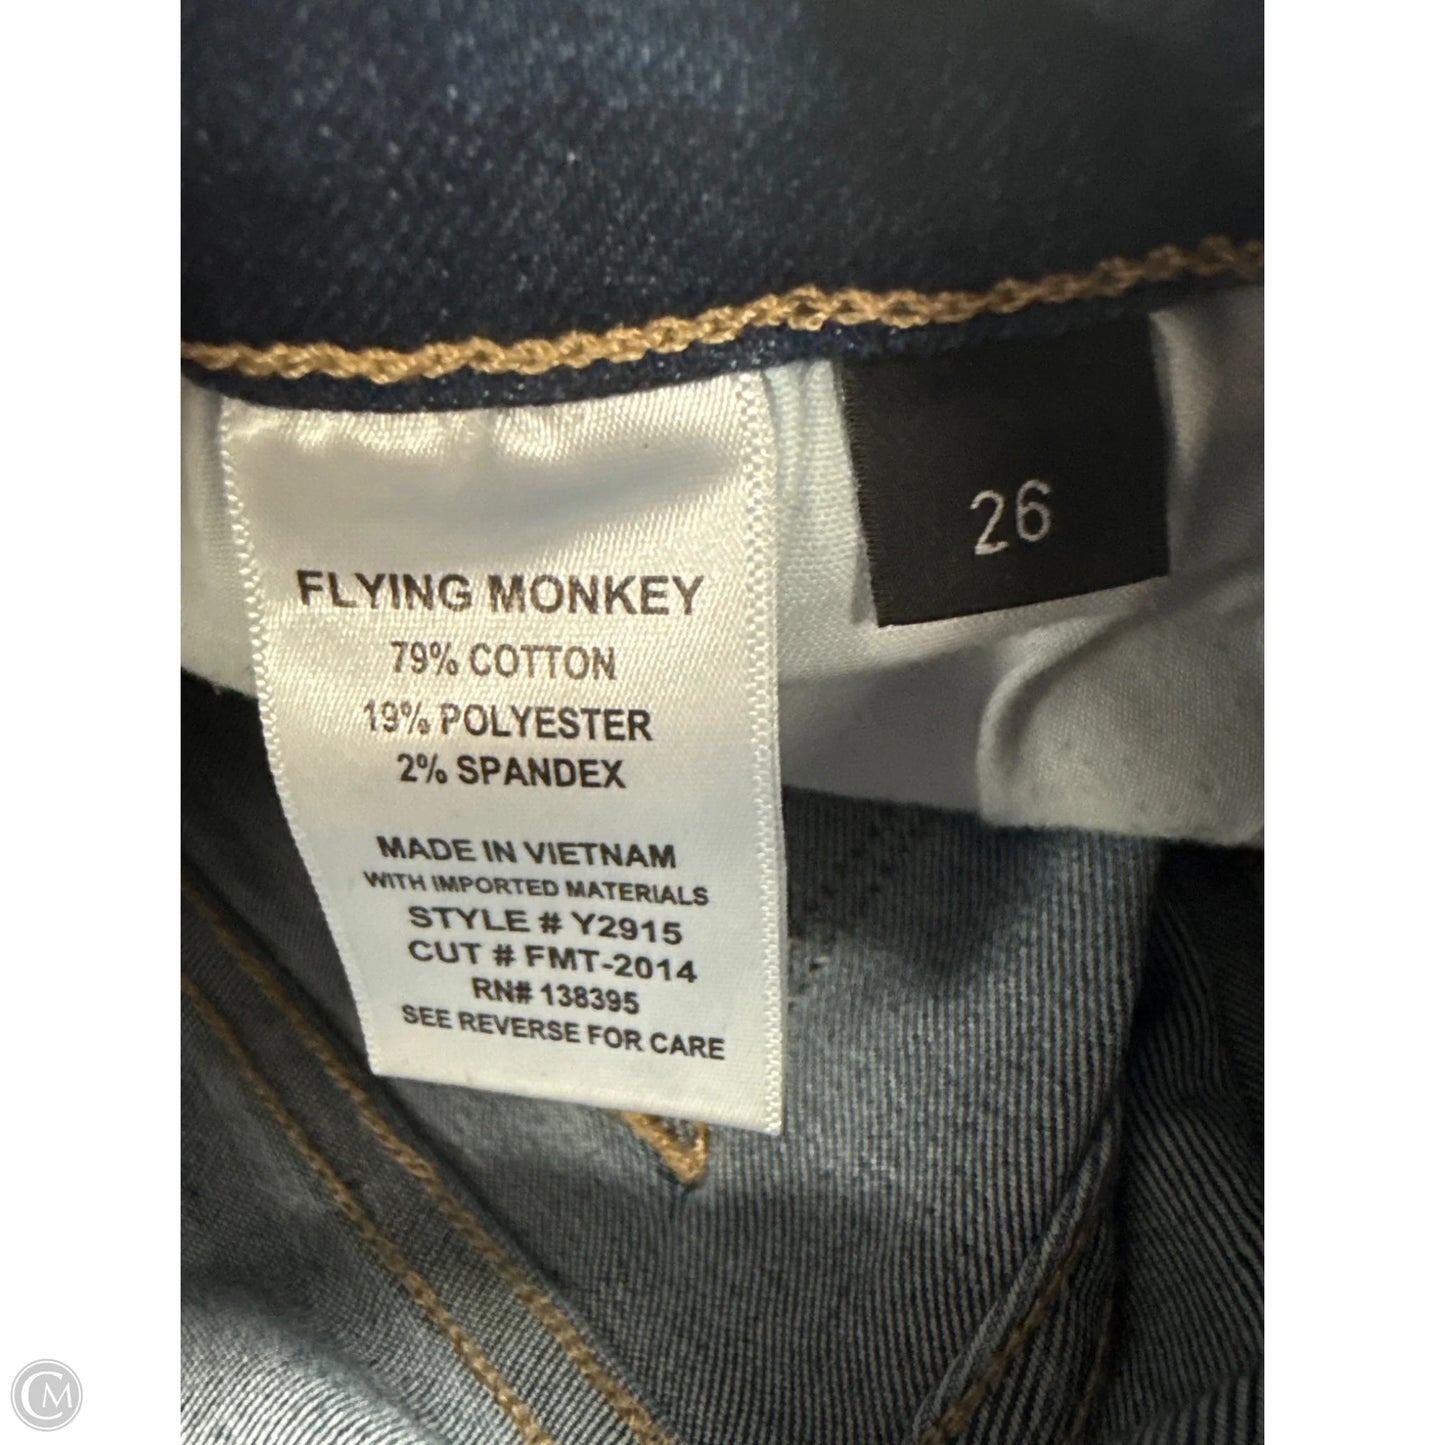 FLYING MONKEY
79% COTTON
19% POLYESTER
2% SPANDEX
MADE IN VIETNAM
WITH IMPORTED MATERIALS
STYLE # Y2915
CUT # FMT-2014
RN# 138395
SEE REVERSE FOR CARE
26
CM